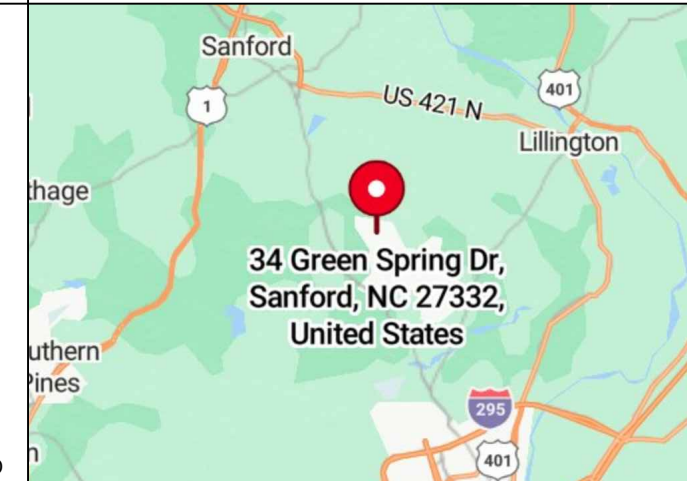 Sanford
1
US 421 N
401
Lillington
thage
34 Green Spring Dr,
Sanford, NC 27332,
United States
uthern
Pines
295
401
n